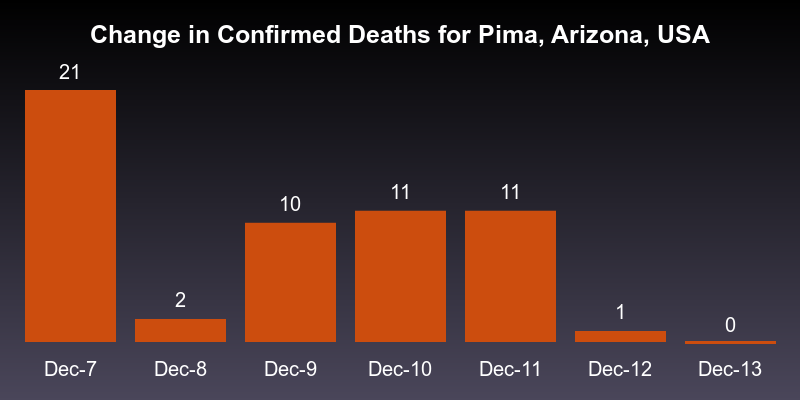 Change in Confirmed Deaths for Pima, Arizona, USA
21
2
10
11
11
1
0
Dec-7
Dec-8
Dec-9
Dec-10
Dec-11
Dec-12
Dec-13